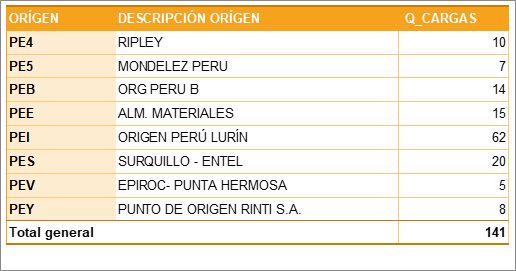 ORÍGEN DESCRIPCIÓN ORÍGEN Q_CARGAS
PE4 RIPLEY 10
PE5 MONDELEZ PERU 7
PEB ORG PERU B 14
PEE ALM. MATERIALES 15
PEI ORIGEN PERÚ LURÍN 62
PES SURQUILLO - ENTEL 20
PEV EPIROC- PUNTA HERMOSA 5
PEY PUNTO DE ORIGEN RINTI S.A. 8
Total general 141